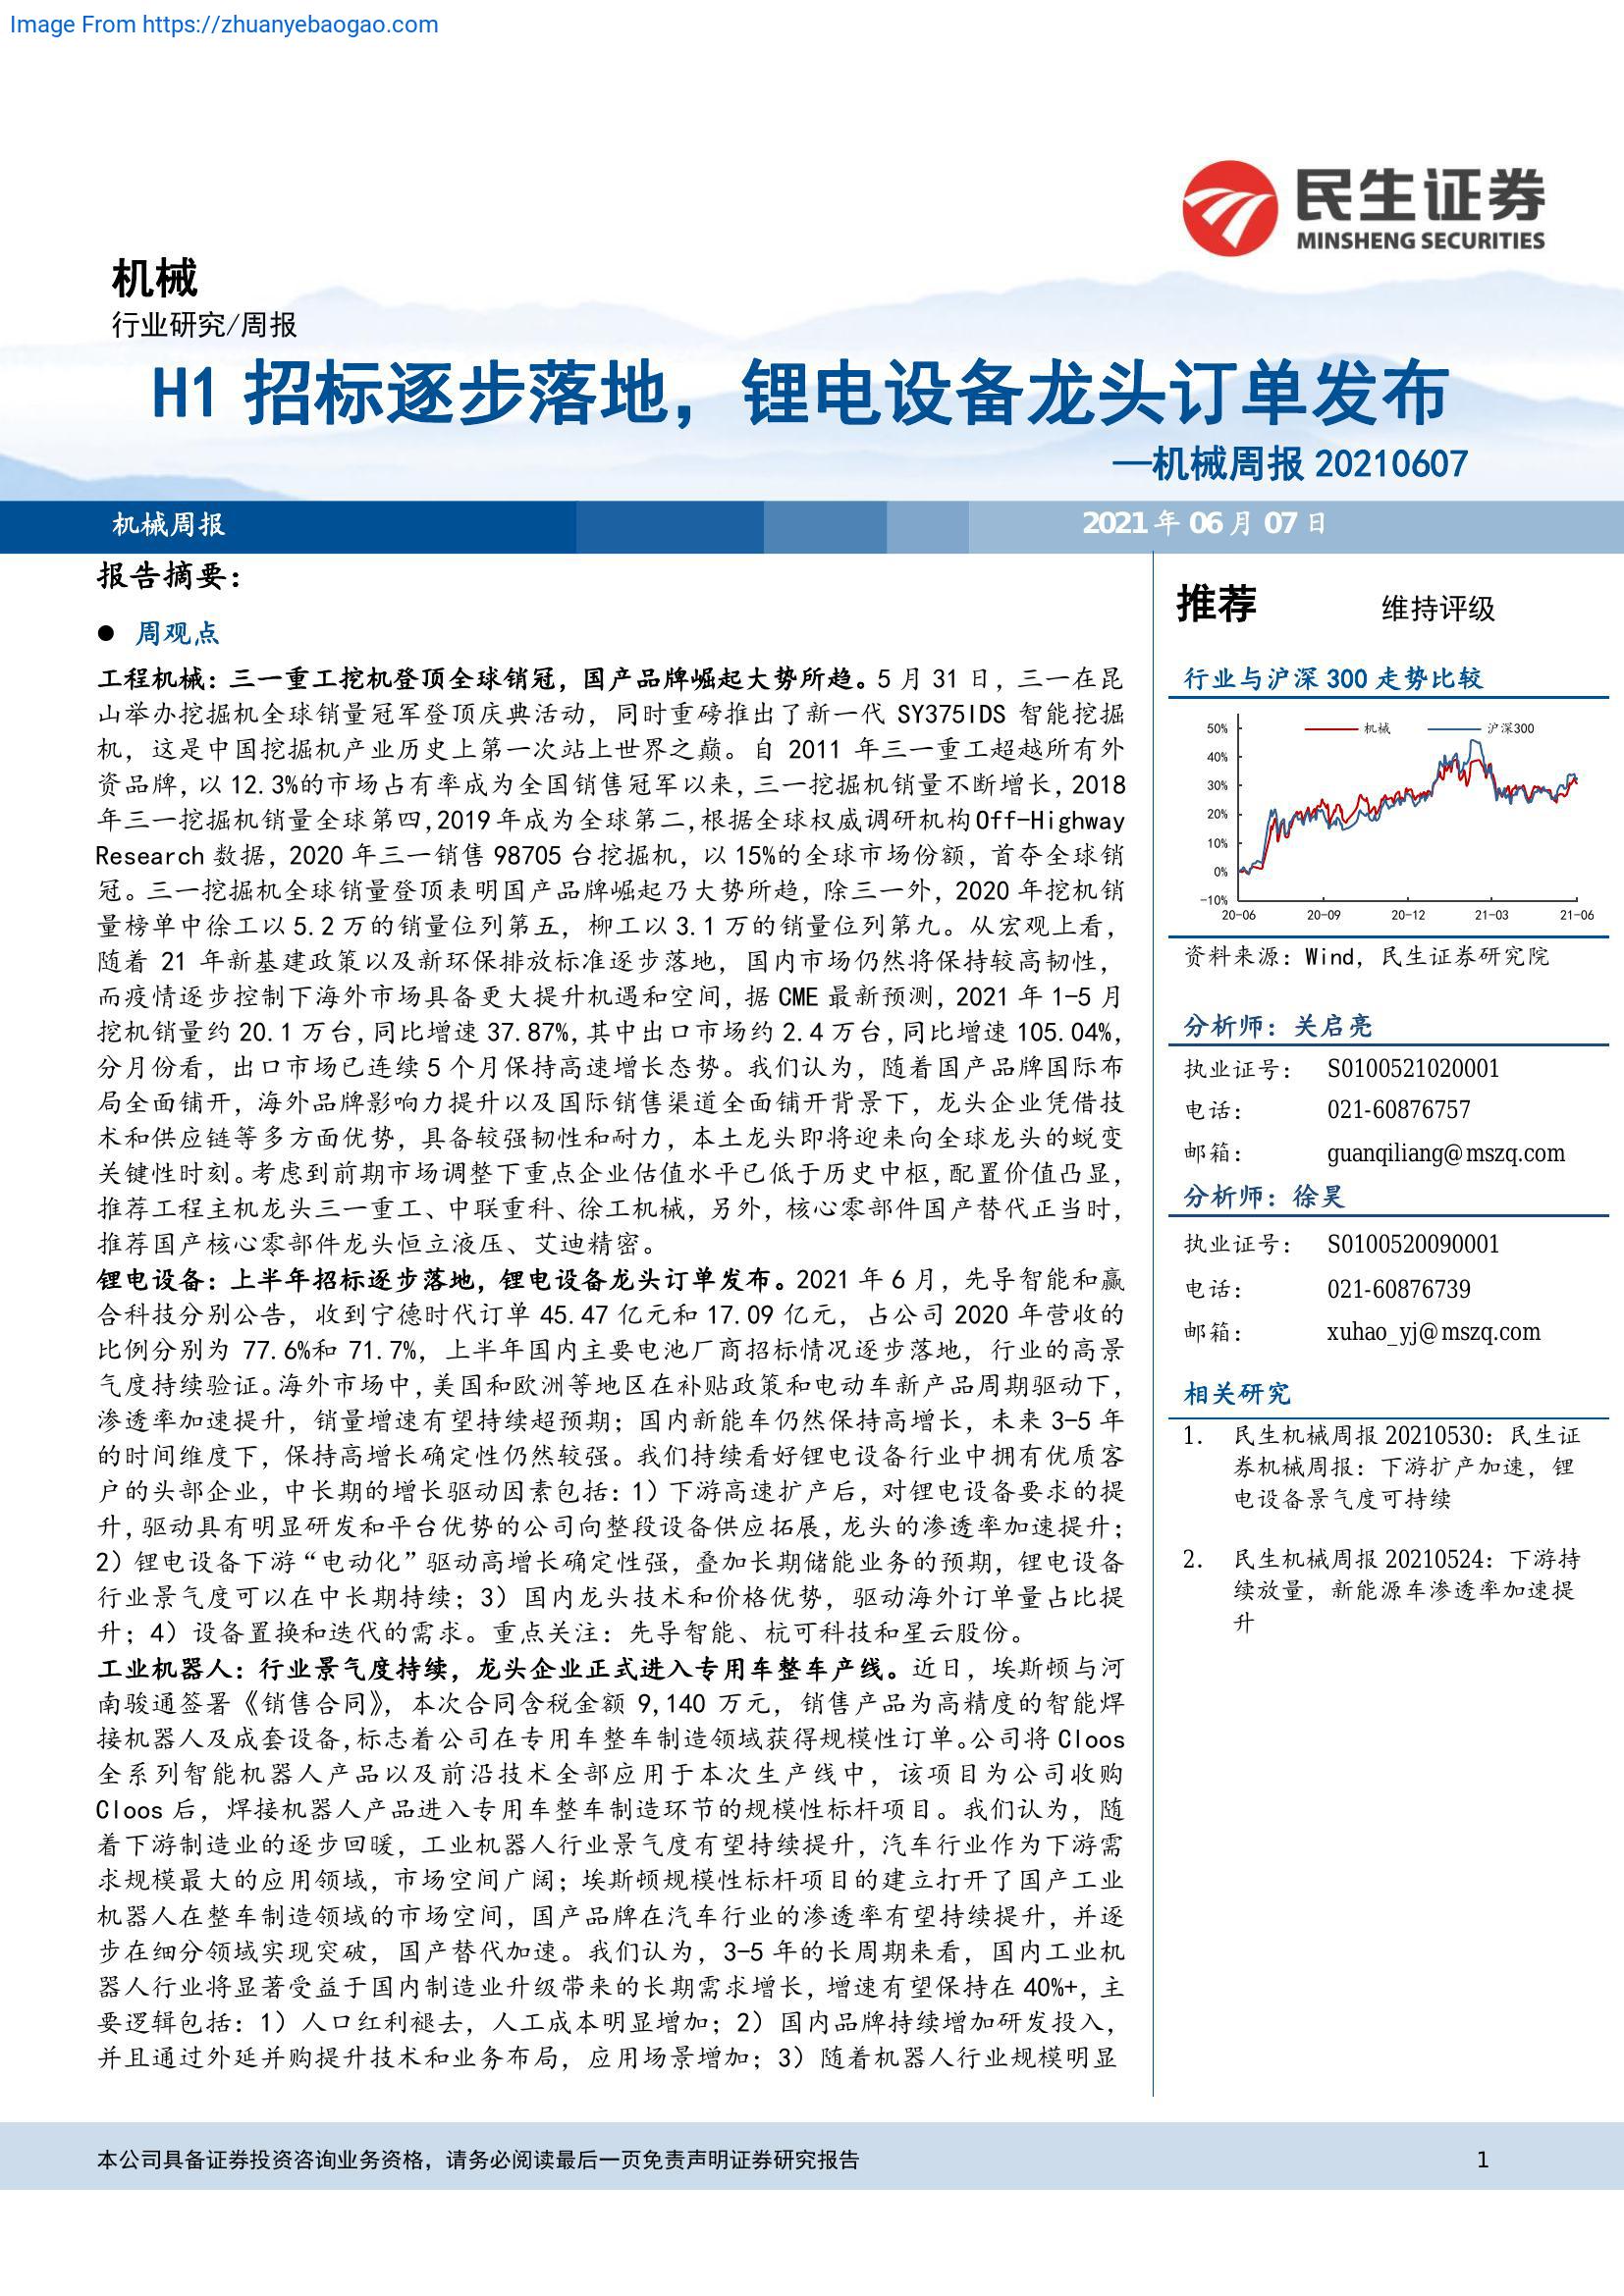 Image From https://zhuanyebaogao.com
民生证券
MINSHENG SECURITIES
机械
行业研究/周报
H1 招标逐步落地，锂电设备龙头订单发布
—机械周报 20210607
机械周报
2021 年 06 月 07 日
报告摘要：
● 周观点
工程机械：三一重工挖机登顶全球销冠，国产品牌崛起大势所趋。5 月 31 日，三一在昆
山举办挖掘机全球销量冠军登顶庆典活动，同时重磅推出了新一代 SY375IDS 智能挖掘
机，这是中国挖掘机产业历史上第一次站上世界之巅。自 2011 年三一重工超越所有外
资品牌，以 12.3%的市场占有率成为全国销售冠军以来，三一挖掘机销量不断增长，2018
年三一挖掘机销量全球第四，2019 年成为全球第二，根据全球权威调研机构 Off-Highway
Research 数据，2020 年三一销售 98705 台挖掘机，以 15%的全球市场份额，首夺全球销
冠。三一挖掘机全球销量登顶表明国产品牌崛起乃大势所趋，除三一外，2020 年挖机销
量榜单中徐工以 5.2 万的销量位列第五，柳工以 3.1 万的销量位列第九。从宏观上看，
随着 21 年新基建政策以及新环保排放标准逐步落地，国内市场仍然将保持较高韧性，
而疫情逐步控制下海外市场具备更大提升机遇和空间，据 CME 最新预测，2021 年 1-5 月
挖机销量约 20.1 万台，同比增速 37.87%，其中出口市场约 2.4 万台，同比增速 105.04%，
分月份看，出口市场已连续 5 个月保持高速增长态势。我们认为，随着国产品牌国际布
局全面铺开，海外品牌影响力提升以及国际销售渠道全面铺开背景下，龙头企业凭借技
术和供应链等多方面优势，具备较强韧性和耐力，本土龙头即将迎来向全球龙头的蜕变
关键性时刻。考虑到前期市场调整下重点企业估值水平已低于历史中枢，配置价值凸显，
推荐工程主机龙头三一重工、中联重科、徐工机械，另外，核心零部件国产替代正当时，
推荐国产核心零部件龙头恒立液压、艾迪精密。
锂电设备：上半年招标逐步落地，锂电设备龙头订单发布。2021 年 6 月，先导智能和赢
合科技分别公告，收到宁德时代订单 45.47 亿元和 17.09 亿元，占公司 2020 年营收的
比例分别为 77.6%和 71.7%，上半年国内主要电池厂商招标情况逐步落地，行业的高景
气度持续验证。海外市场中，美国和欧洲等地区在补贴政策和电动车新产品周期驱动下，
渗透率加速提升，销量增速有望持续超预期；国内新能车仍然保持高增长，未来 3-5 年
的时间维度下，保持高增长确定性仍然较强。我们持续看好锂电设备行业中拥有优质客
户的头部企业，中长期的增长驱动因素包括：1）下游高速扩产后，对锂电设备要求的提
升，驱动具有明显研发和平台优势的公司向整段设备供应拓展，龙头的渗透率加速提升；
2）锂电设备下游“电动化”驱动高增长确定性强，叠加长期储能业务的预期，锂电设备
行业景气度可以在中长期持续；3）国内龙头技术和价格优势，驱动海外订单量占比提
升；4）设备置换和迭代的需求。重点关注：先导智能、杭可科技和星云股份。
工业机器人：行业景气度持续，龙头企业正式进入专用车整车产线。近日，埃斯顿与河
南骏通签署《销售合同》，本次合同含税金额 9,140 万元，销售产品为高精度的智能焊
接机器人及成套设备，标志着公司在专用车整车制造领域获得规模性订单。公司将 Cloos
全系列智能机器人产品以及前沿技术全部应用于本次生产线中，该项目为公司收购
Cloos 后，焊接机器人产品进入专用车整车制造环节的规模性标杆项目。我们认为，随
着下游制造业的逐步回暖，工业机器人行业景气度有望持续提升，汽车行业作为下游需
求规模最大的应用领域，市场空间广阔；埃斯顿规模性标杆项目的建立打开了国产工业
机器人在整车制造领域的市场空间，国产品牌在汽车行业的渗透率有望持续提升，并逐
步在细分领域实现突破，国产替代加速。我们认为，3-5 年的长周期来看，国内工业机
器人行业将显著受益于国内制造业升级带来的长期需求增长，增速有望保持在 40%+，主
要逻辑包括：1）人口红利褪去，人工成本明显增加；2）国内品牌持续增加研发投入，
并且通过外延并购提升技术和业务布局，应用场景增加；3）随着机器人行业规模明显
推荐 维持评级
行业与沪深 300 走势比较
机械 沪深300
50%
40%
30%
20%
10%
0%
-10%
20-06 20-09 20-12 21-03 21-06
资料来源：Wind，民生证券研究院
分析师：关启亮
执业证号： S0100521020001
电话： 021-60876757
邮箱： guanqiliang@mszq.com
分析师：徐昊
执业证号： S0100520090001
电话： 021-60876739
邮箱： xuhao_yj@mszq.com
相关研究
1. 民生机械周报 20210530：民生证
券机械周报：下游扩产加速，锂
电设备景气度可持续
2. 民生机械周报 20210524：下游持
续放量，新能源车渗透率加速提
升
本公司具备证券投资咨询业务资格，请务必阅读最后一页免责声明证券研究报告 1